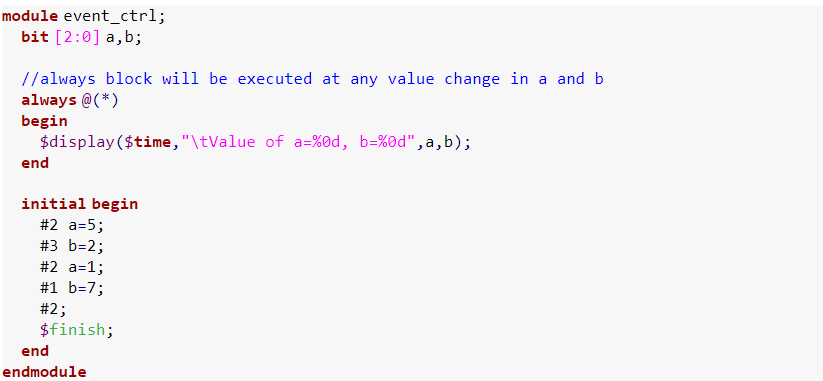 module event_ctrl;
  bit [2:0] a,b;

  //always block will be executed at any value change in a and b
  always @(*)
  begin
    $display($time,"\tValue of a=%0d, b=%0d",a,b);
  end

  initial begin
    #2 a=5;
    #3 b=2;
    #2 a=1;
    #1 b=7;
    #2;
    $finish;
  end
endmodule